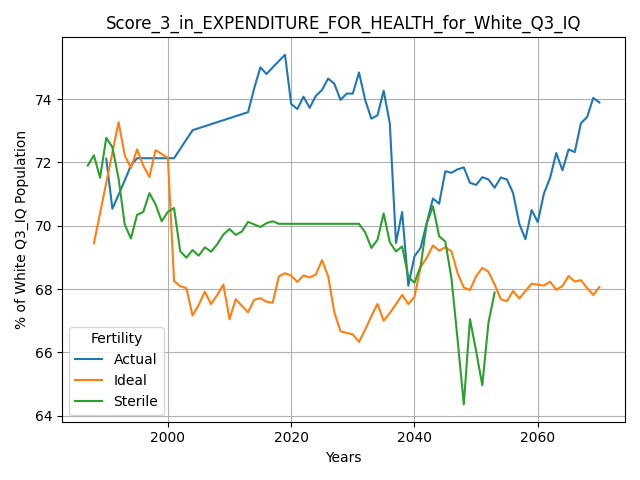 Score_3_in_EXPENDITURE_FOR_HEALTH_for_White_Q3_IQ
% of White Q3_IQ Population
74
72
70
68
66
64
Fertility
Actual
Ideal
Sterile
2000 2020 2040 2060
Years